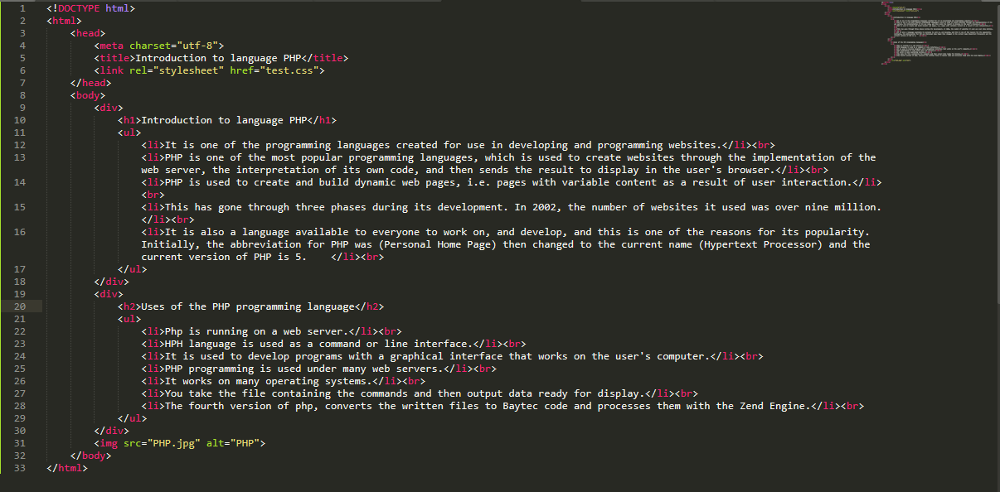 1 <!DOCTYPE html>
2 <html>
3 <head>
4 <meta charset="utf-8">
5 <title>Introduction to language PHP</title>
6 <link rel="stylesheet" href="test.css">
7 </head>
8 <body>
9 <div>
10 <h1>Introduction to language PHP</h1>
11 <ul>
12 <li>It is one of the programming languages created for use in developing and programming websites.</li><br>
13 <li>PHP is one of the most popular programming languages, which is used to create websites through the implementation of the
web server, the interpretation of its own code, and then sends the result to display in the user's browser.</li><br>
14 <li>PHP is used to create and build dynamic web pages, i.e. pages with variable content as a result of user interaction.</li>
<br>
15 <li>This has gone through three phases during its development. In 2002, the number of websites it used was over nine million.
</li><br>
16 <li>It is also a language available to everyone to work on, and develop, and this is one of the reasons for its popularity.
Initially, the abbreviation for PHP was (Personal Home Page) then changed to the current name (Hypertext Processor) and the
current version of PHP is 5.    </li><br>
17 </ul>
18 </div>
19 <div>
20 <h2>Uses of the PHP programming language</h2>
21 <ul>
22 <li>Php is running on a web server.</li><br>
23 <li>HPH language is used as a command or line interface.</li><br>
24 <li>It is used to develop programs with a graphical interface that works on the user's computer.</li><br>
25 <li>PHP programming is used under many web servers.</li><br>
26 <li>It works on many operating systems.</li><br>
27 <li>You take the file containing the commands and then output data ready for display.</li><br>
28 <li>The fourth version of php, converts the written files to Baytec code and processes them with the Zend Engine.</li><br>
29 </ul>
30 </div>
31 <img src="PHP.jpg" alt="PHP">
32 </body>
33 </html>